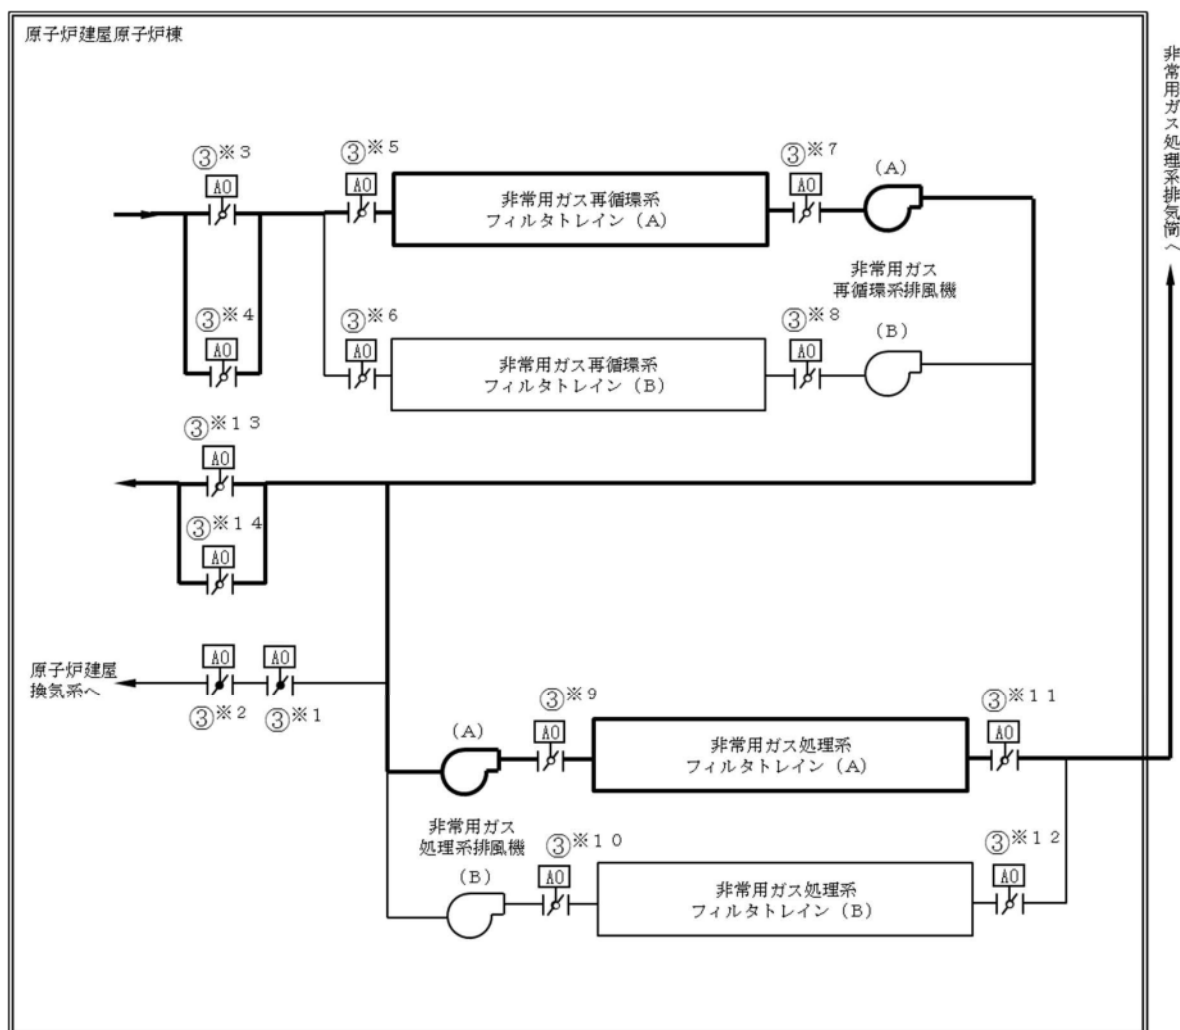 原子炉建屋原子炉棟
非常用ガス処理系排気筒へ
③※3
③※5
③※7
(A)
AO
AO
AO
非常用ガス再循環系
フィルタトレイン(A)
非常用ガス
再循環系排風機
③※4
③※6
③※8
(B)
AO
AO
AO
非常用ガス再循環系
フィルタトレイン(B)
③※13
AO
③※14
AO
AO
AO
原子炉建屋
換気系へ
③※2
③※1
(A)
③※9
③※11
AO
AO
非常用ガス処理系
フィルタトレイン(A)
非常用ガス
処理系排風機
(B)
③※10
③※12
AO
AO
非常用ガス処理系
フィルタトレイン(B)